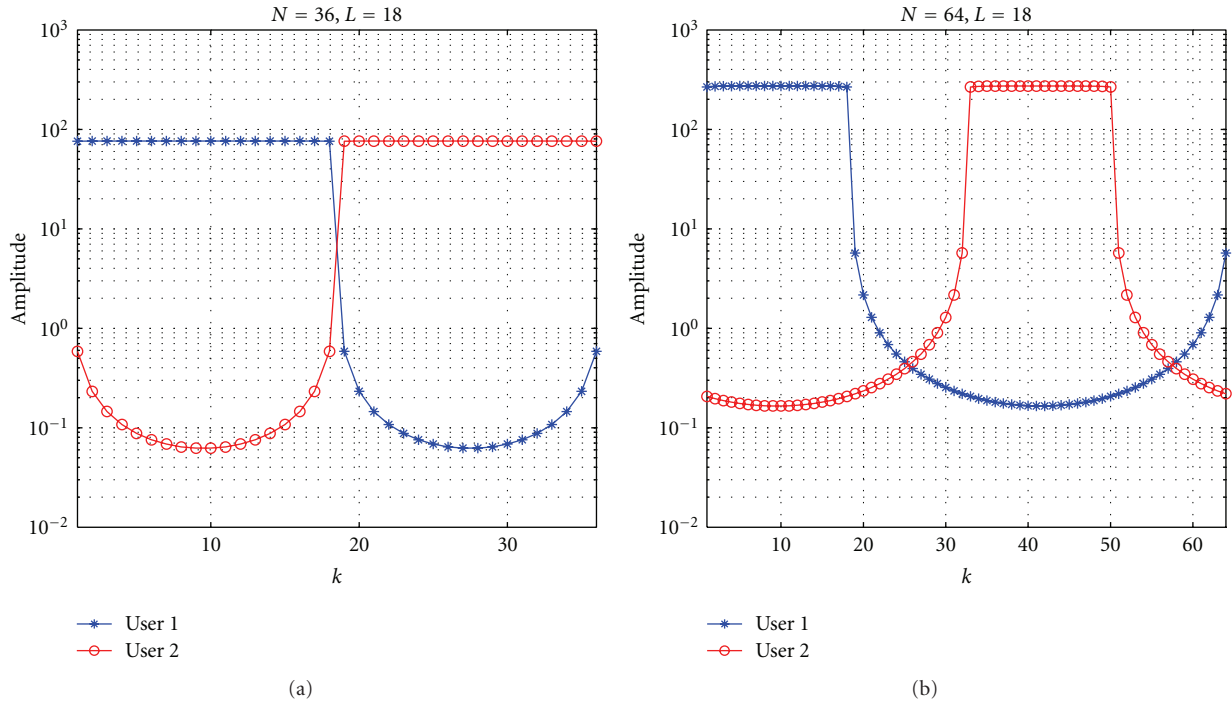 N = 36, L = 18
10³
10²
10¹
10⁰
10⁻¹
10⁻²
Amplitude
10
20
30
k
User 1
User 2
(a)
N = 64, L = 18
10³
10²
10¹
10⁰
10⁻¹
10⁻²
Amplitude
10
20
30
40
50
60
k
User 1
User 2
(b)